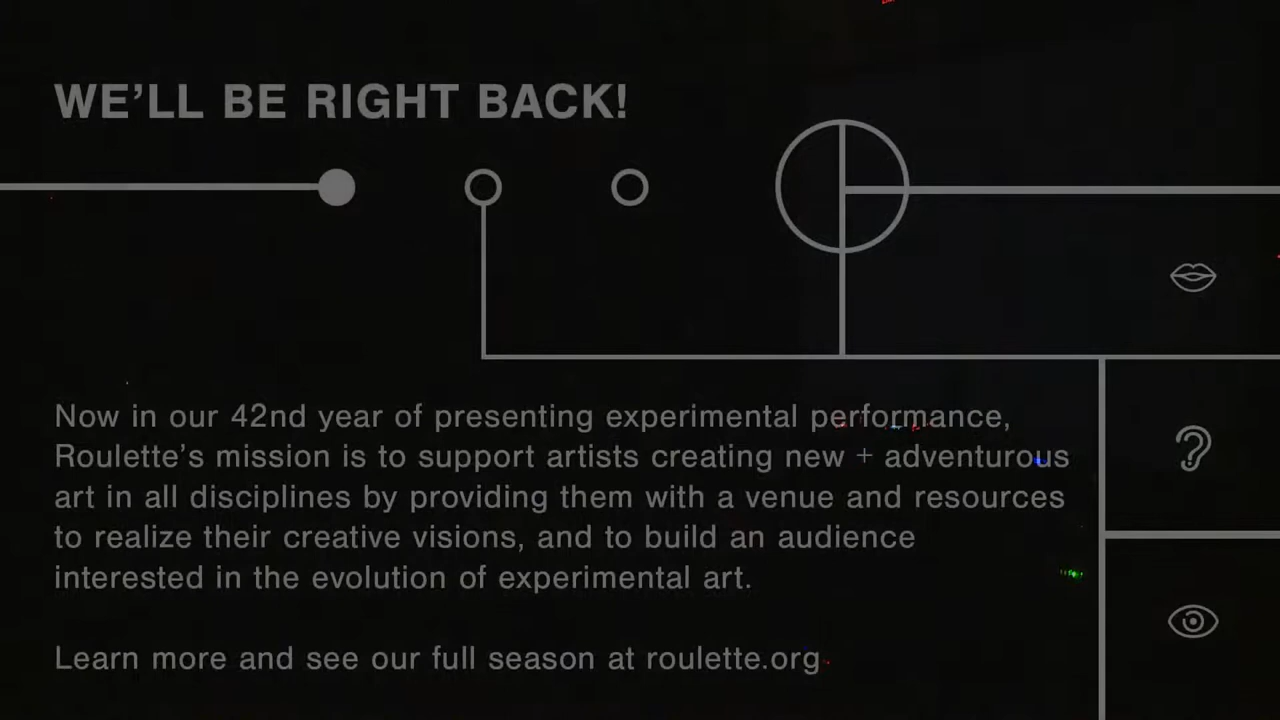 WE’LL BE RIGHT BACK!
Now in our 42nd year of presenting experimental performance,
Roulette’s mission is to support artists creating new + adventurous
art in all disciplines by providing them with a venue and resources
to realize their creative visions, and to build an audience
interested in the evolution of experimental art.
Learn more and see our full season at roulette.org